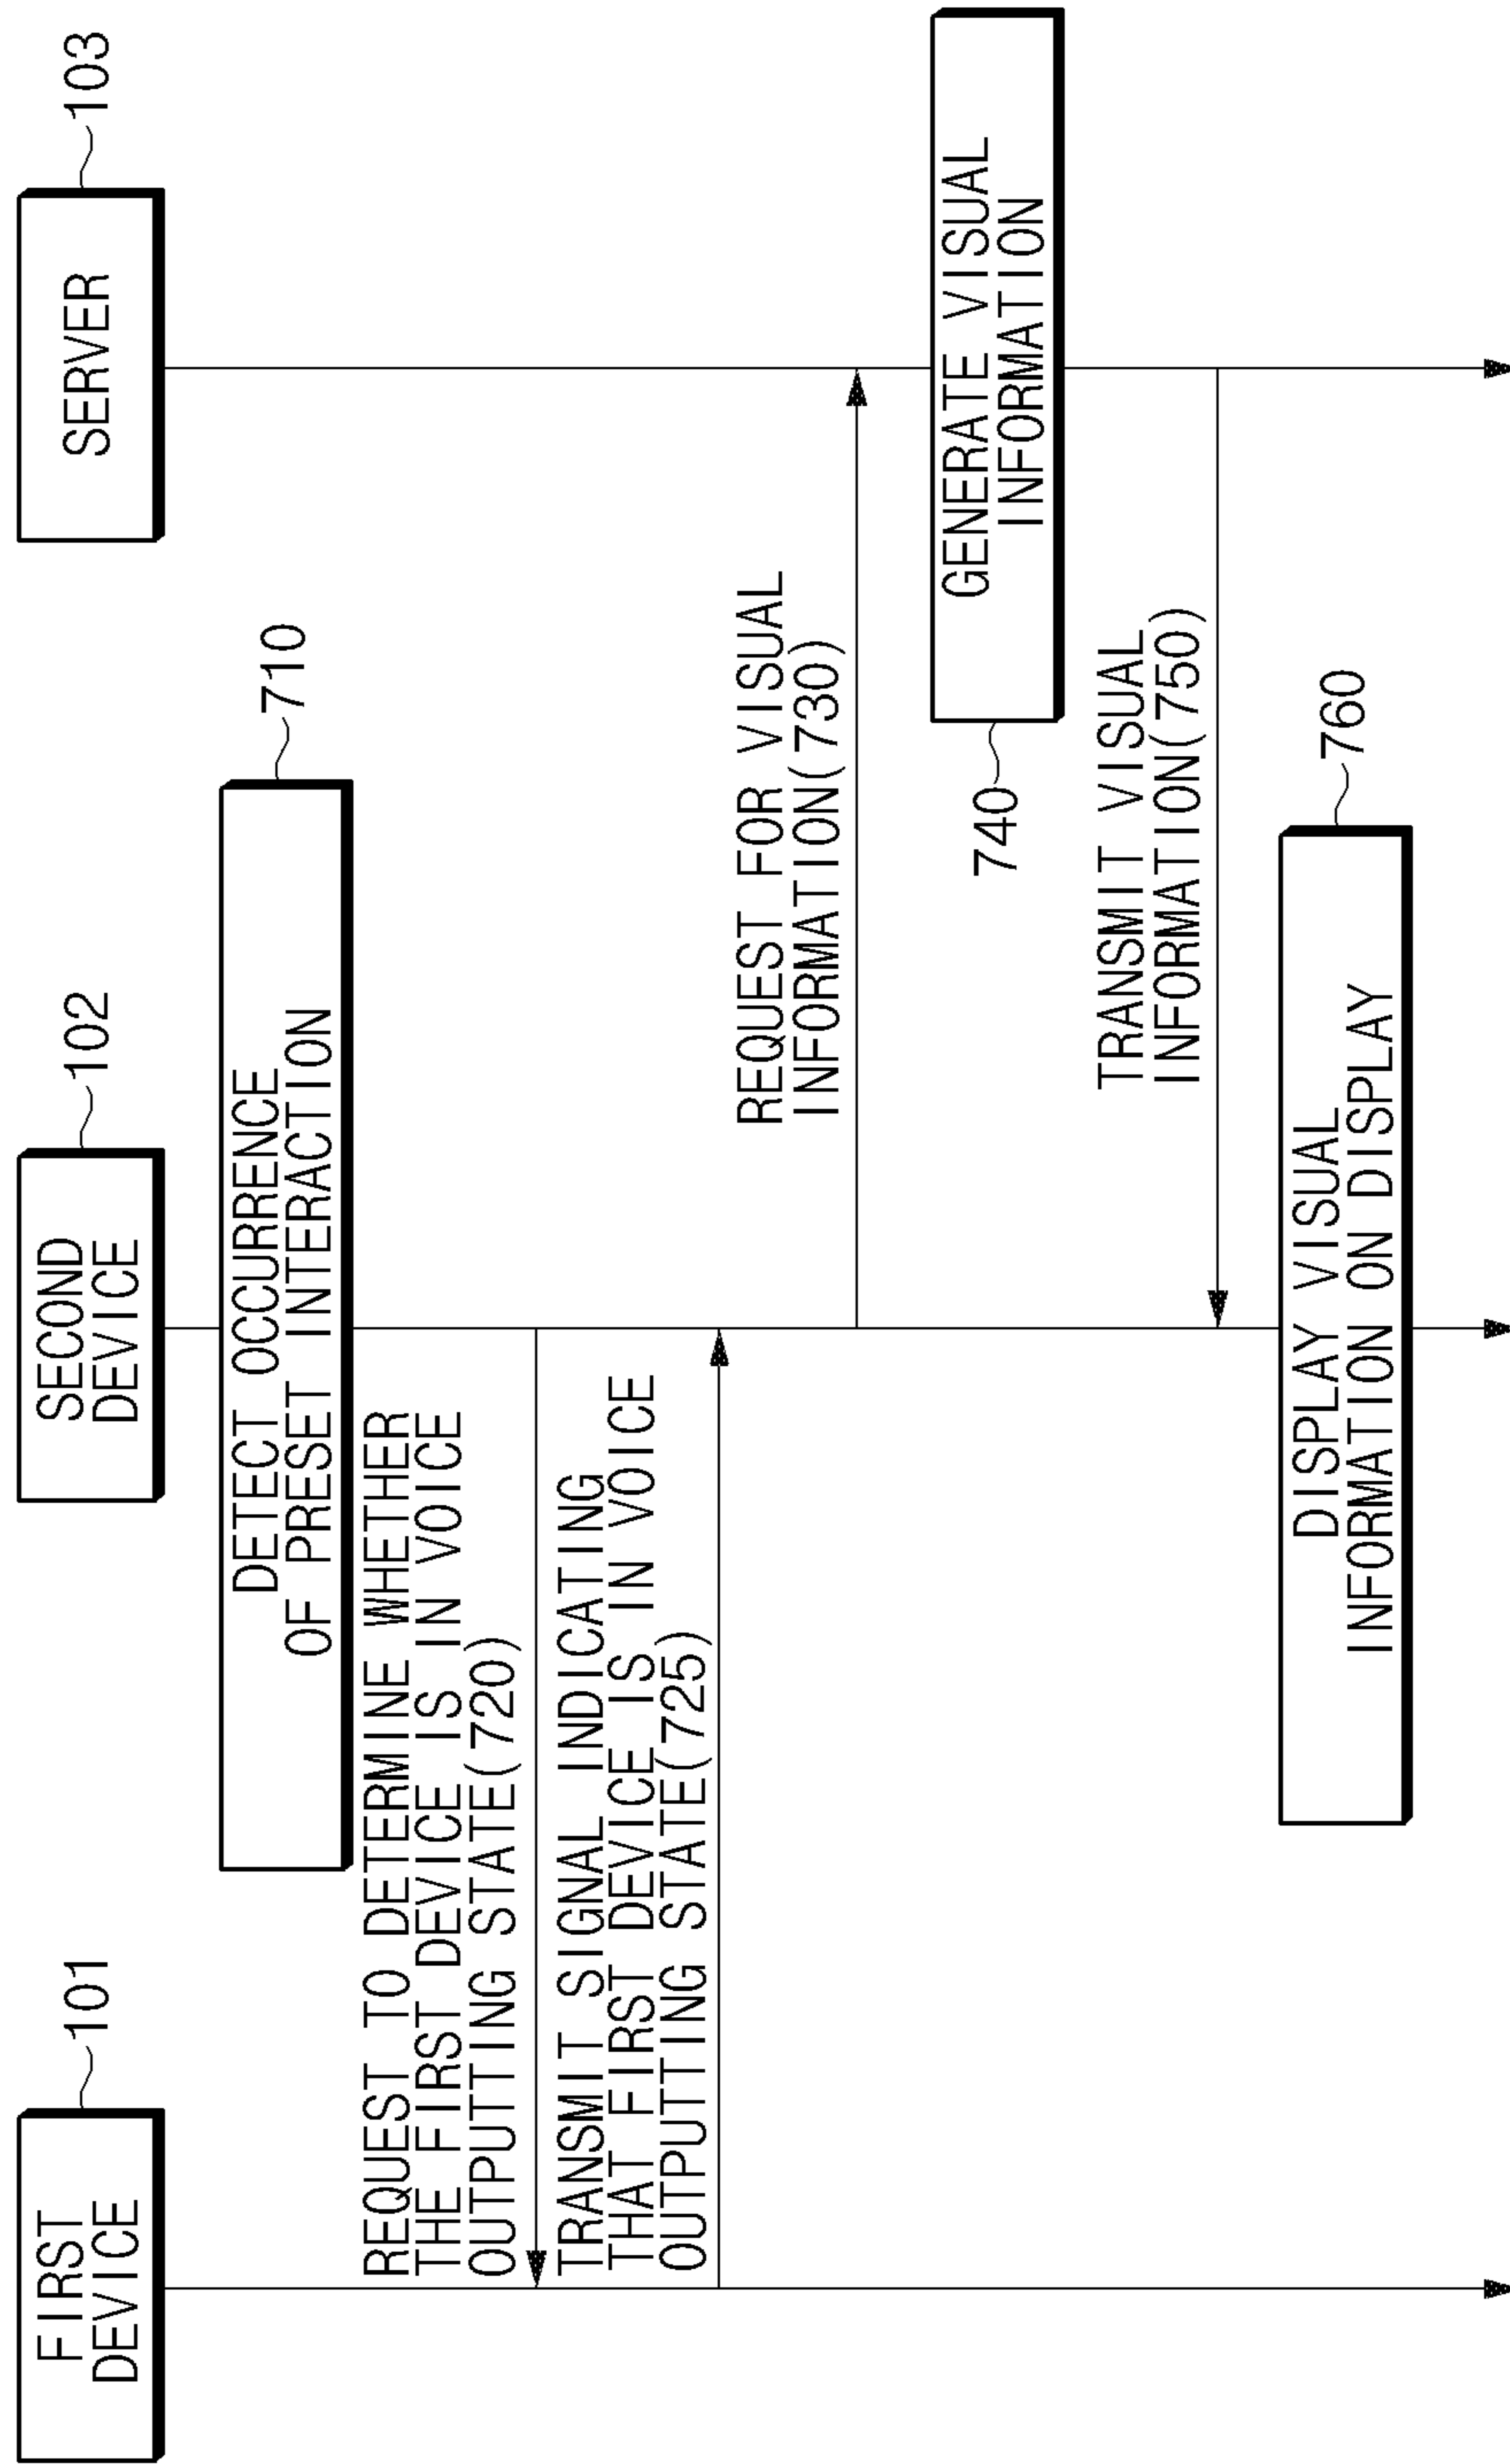 FIRST
DEVICE
101
SECOND
DEVICE
102
SERVER
103
DETECT OCCURRENCE
OF PRESET INTERACTION
710
REQUEST TO DETERMINE WHETHER
THE FIRST DEVICE IS IN VOICE
OUTPUTTING STATE(720)
TRANSMIT SIGNAL INDICATING
THAT FIRST DEVICE IS IN VOICE
OUTPUTTING STATE(725)
REQUEST FOR VISUAL
INFORMATION(730)
GENERATE VISUAL
INFORMATION
740
TRANSMIT VISUAL
INFORMATION(750)
DISPLAY VISUAL
INFORMATION ON DISPLAY
760